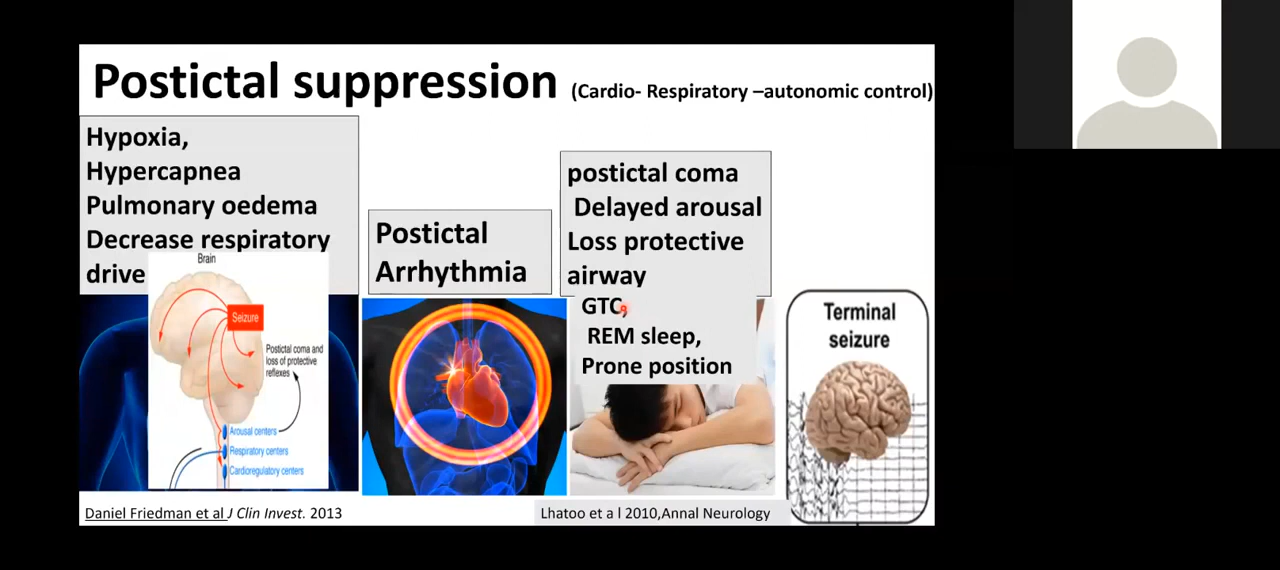 Postictal suppression (Cardio- Respiratory –autonomic control)
Hypoxia,
Hypercapnea
Pulmonary oedema
Decrease respiratory
drive
Brain
Seizure
Postictal coma and
loss of protective
reflexes
Arousal centers
Respiratory centers
Cardioregulatory centers
Postictal
Arrhythmia
postictal coma
Delayed arousal
Loss protective
airway
GTC,
REM sleep,
Prone position
Terminal
seizure
Daniel Friedman et al J Clin Invest. 2013
Lhatoo et a l 2010,Annal Neurology